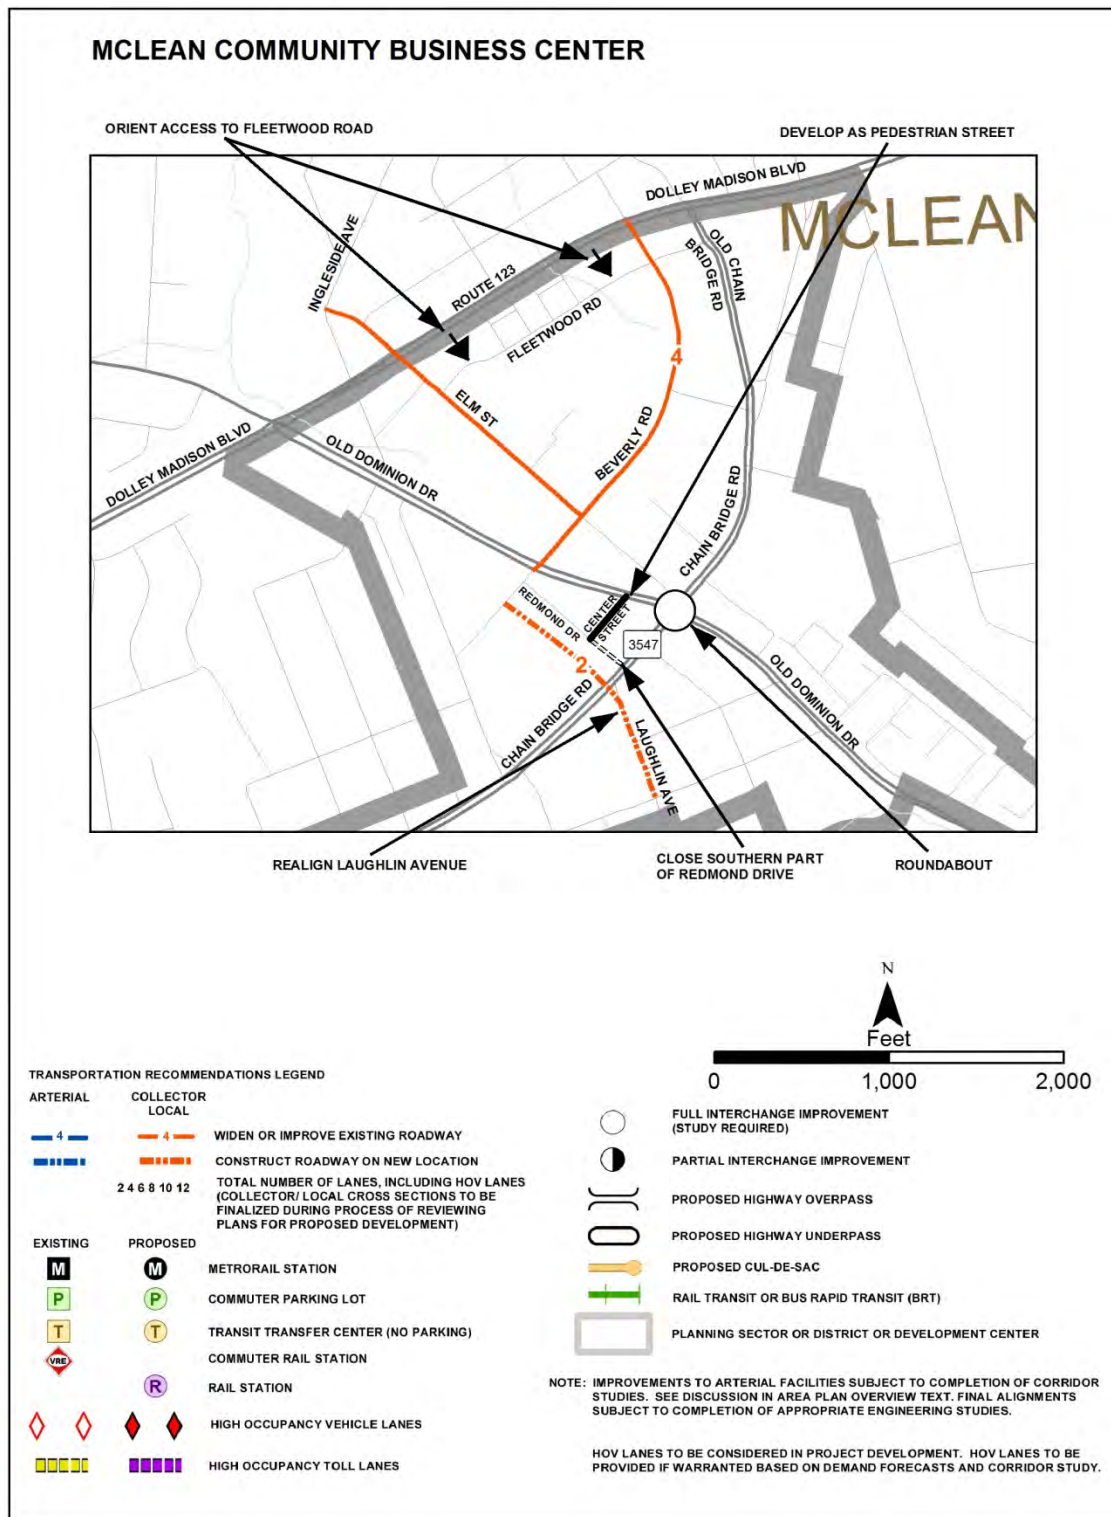 MCLEAN COMMUNITY BUSINESS CENTER
ORIENT ACCESS TO FLEETWOOD ROAD
DEVELOP AS PEDESTRIAN STREET
DOLLEY MADISON BLVD
MCLEAN
INGLESIDE AVE
OLD CHAIN
BRIDGE RD
ROUTE 123
FLEETWOOD RD
4
ELM ST
BEVERLY RD
OLD DOMINION DR
DOLLEY MADISON BLVD
CHAIN BRIDGE RD
REDMOND DR
CENTER
STREET
3547
2
CHAIN BRIDGE RD
OLD DOMINION DR
LAUGHLIN AVE
REALIGN LAUGHLIN AVENUE
CLOSE SOUTHERN PART
OF REDMOND DRIVE
ROUNDABOUT
N
Feet
0 1,000 2,000
TRANSPORTATION RECOMMENDATIONS LEGEND
ARTERIAL
COLLECTOR
LOCAL
4 4 WIDEN OR IMPROVE EXISTING ROADWAY
CONSTRUCT ROADWAY ON NEW LOCATION
2 4 6 8 10 12
TOTAL NUMBER OF LANES, INCLUDING HOV LANES
(COLLECTOR/ LOCAL CROSS SECTIONS TO BE
FINALIZED DURING PROCESS OF REVIEWING
PLANS FOR PROPOSED DEVELOPMENT)
EXISTING PROPOSED
M M METRORAIL STATION
P P COMMUTER PARKING LOT
T T TRANSIT TRANSFER CENTER (NO PARKING)
VRE COMMUTER RAIL STATION
R RAIL STATION
HIGH OCCUPANCY VEHICLE LANES
HIGH OCCUPANCY TOLL LANES
FULL INTERCHANGE IMPROVEMENT
(STUDY REQUIRED)
PARTIAL INTERCHANGE IMPROVEMENT
PROPOSED HIGHWAY OVERPASS
PROPOSED HIGHWAY UNDERPASS
PROPOSED CUL-DE-SAC
RAIL TRANSIT OR BUS RAPID TRANSIT (BRT)
PLANNING SECTOR OR DISTRICT OR DEVELOPMENT CENTER
NOTE: IMPROVEMENTS TO ARTERIAL FACILITIES SUBJECT TO COMPLETION OF CORRIDOR
STUDIES. SEE DISCUSSION IN AREA PLAN OVERVIEW TEXT. FINAL ALIGNMENTS
SUBJECT TO COMPLETION OF APPROPRIATE ENGINEERING STUDIES.
HOV LANES TO BE CONSIDERED IN PROJECT DEVELOPMENT. HOV LANES TO BE
PROVIDED IF WARRANTED BASED ON DEMAND FORECASTS AND CORRIDOR STUDY.